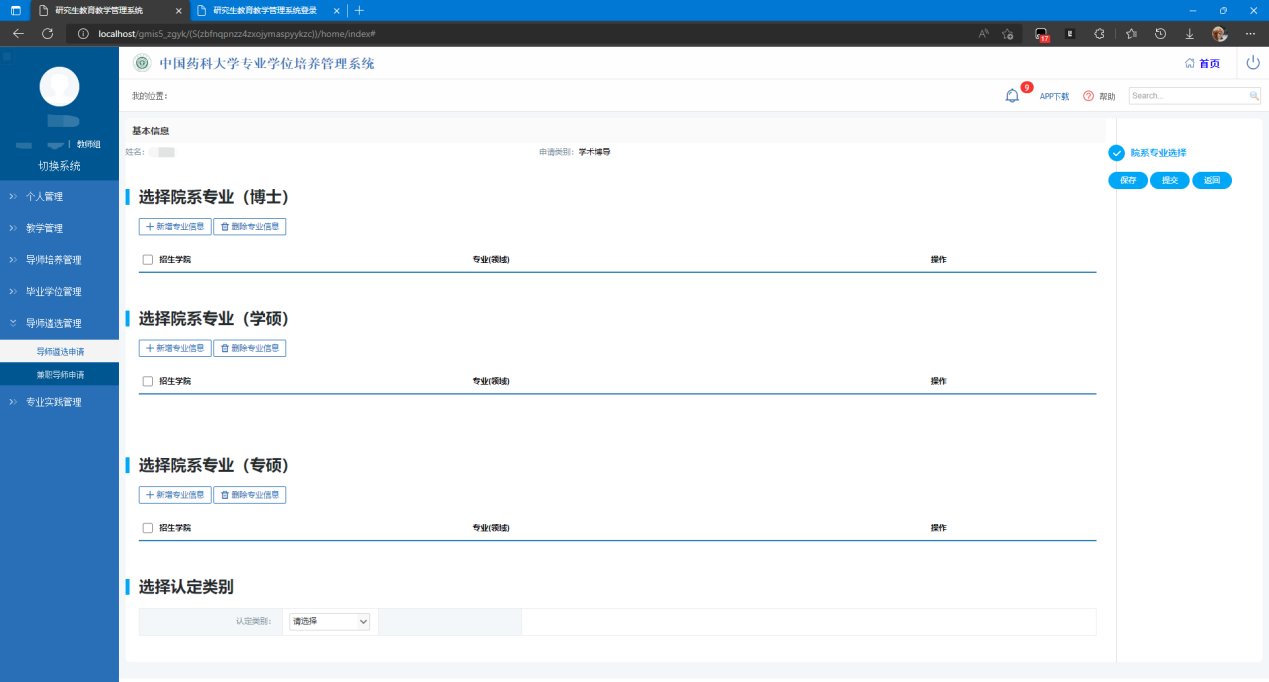 研究生教育教学管理系统
研究生教育教学管理系统登录
localhost/gmis5_zgyk/(S(zbfnqpnzz4zxojymaspyykzc))/home/index#
17
中国药科大学专业学位培养管理系统
首页
我的位置：
9
APP下载
帮助
Search...
教师组
切换系统
个人管理
教学管理
导师培养管理
毕业学位管理
导师遴选管理
导师遴选申请
兼职导师申请
专业实践管理
基本信息
姓名：
申请类别：学术博导
选择院系专业（博士）
新增专业信息 删除专业信息
招生学院 专业(领域) 操作
选择院系专业（学硕）
新增专业信息 删除专业信息
招生学院 专业(领域) 操作
选择院系专业（专硕）
新增专业信息 删除专业信息
招生学院 专业(领域) 操作
选择认定类别
认定类别： 请选择
院系专业选择
保存 提交 返回